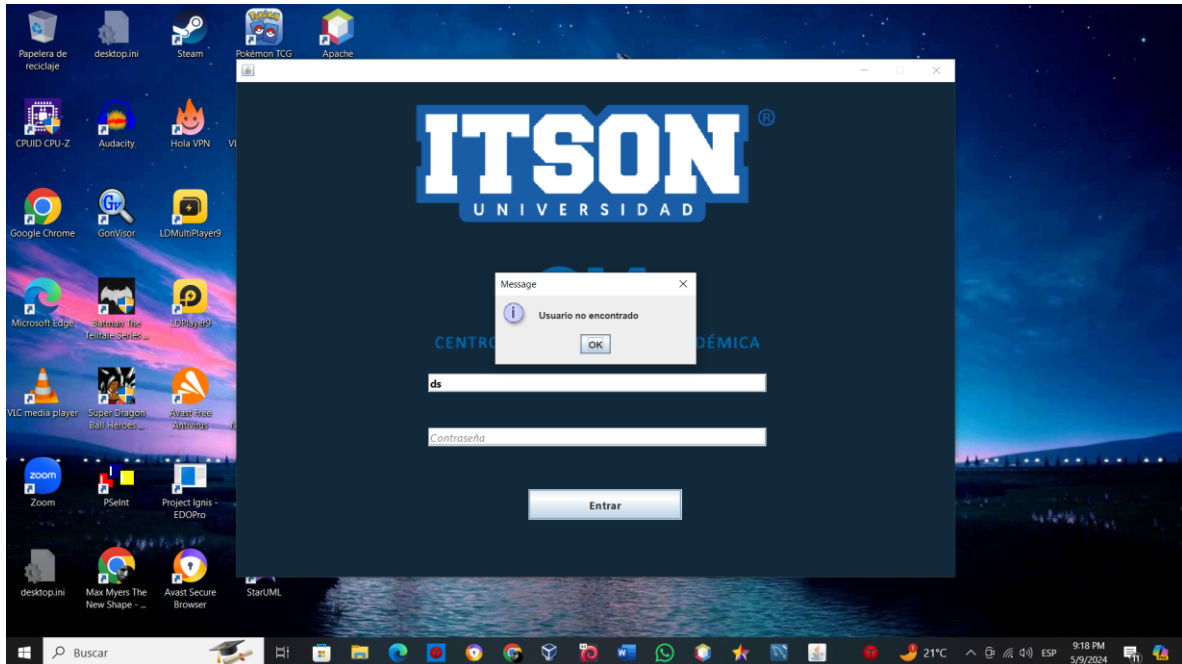 Papelera de
reciclaje
desktop.ini
Steam
Pokémon TCG
Apache
CPUID CPU-Z
Audacity
Hola VPN
Google Chrome
GonVisor
LDMultiPlayer9
Microsoft Edge
Batman The
Telltale Series ...
LDPlayer9
VLC media player
Super Dragon
Ball Heroes ...
Avast Free
Antivirus
Zoom
PSeInt
Project Ignis -
EDOPro
desktop.ini
Max Myers The
New Shape - ...
Avast Secure
Browser
StarUML
zoom
ITSON
®
UNIVERSIDAD
CENTR
DÉMICA
Message
Usuario no encontrado
OK
ds
Contraseña
Entrar
Buscar
21°C
ESP
9:18 PM
5/9/2024